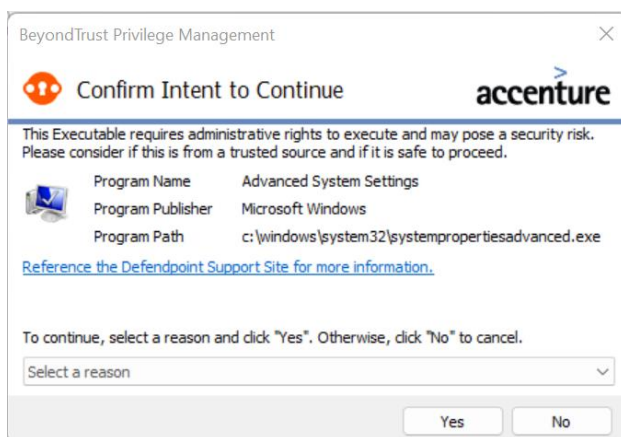 BeyondTrust Privilege Management
Confirm Intent to Continue
accenture
This Executable requires administrative rights to execute and may pose a security risk.
Please consider if this is from a trusted source and if it is safe to proceed.
Program Name Advanced System Settings
Program Publisher Microsoft Windows
Program Path c:\windows\system32\systempropertiesadvanced.exe
Reference the Defendpoint Support Site for more information.
To continue, select a reason and click "Yes". Otherwise, click "No" to cancel.
Select a reason
Yes No